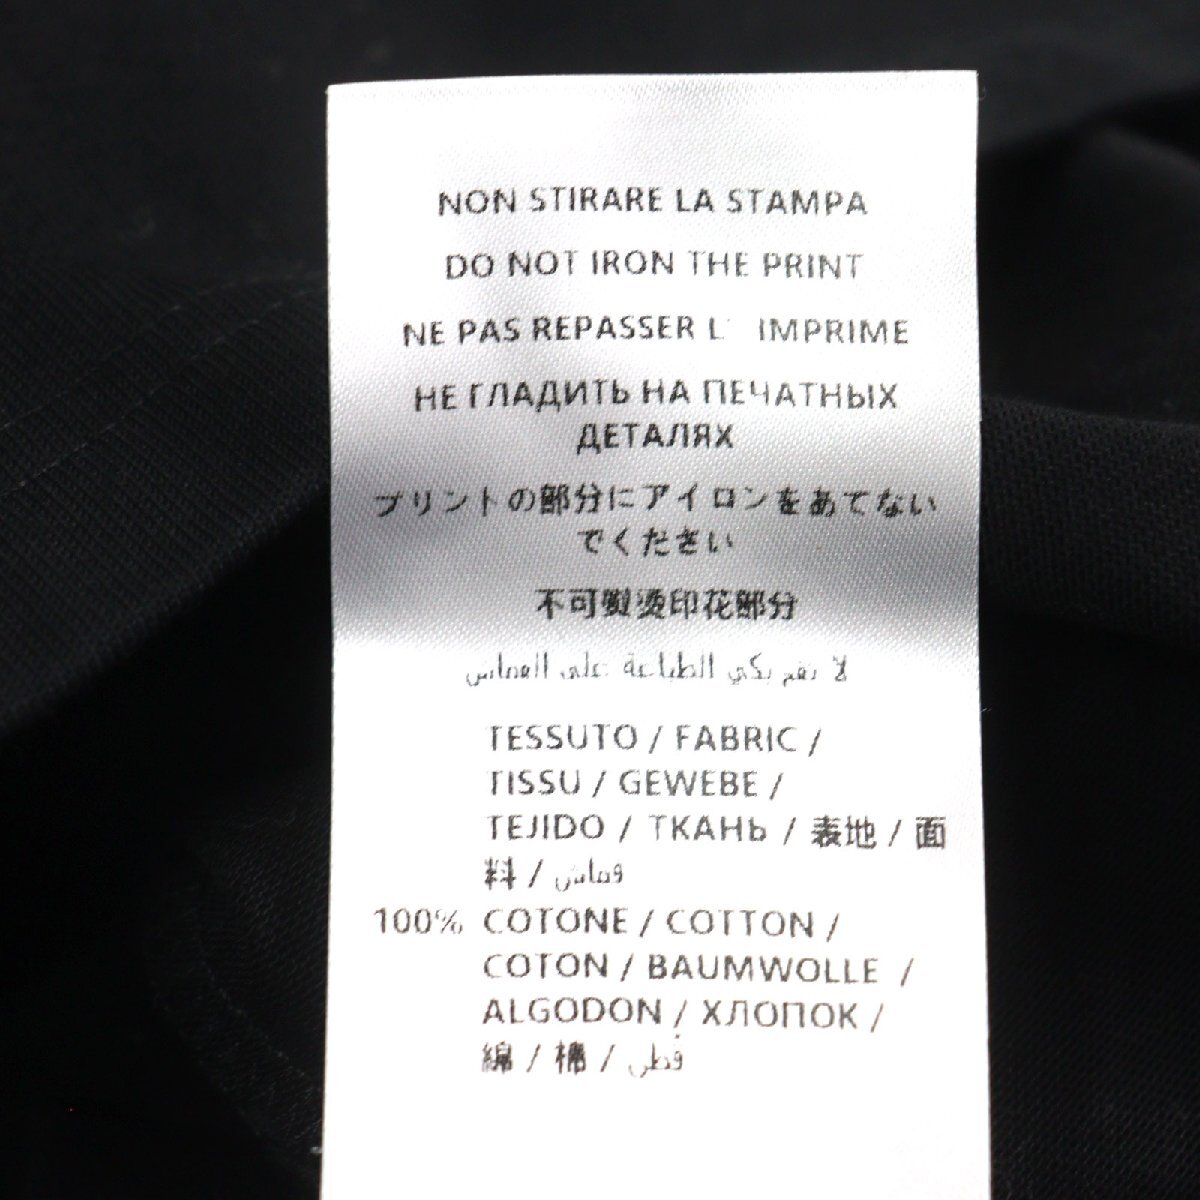 NON STIRARE LA STAMPA
DO NOT IRON THE PRINT
NE PAS REPASSER L' IMPRIME
НЕ ГЛАДИТЬ НА ПЕЧАТНЫХ
ДЕТАЛЯХ
プリントの部分にアイロンをあてない
でください
不可熨烫印花部分
لا تقم بكي الطباعة على القماش
TESSUTO / FABRIC /
TISSU / GEWEBE /
TEJIDO / ТКАНЬ / 表地 / 面
料 / قماش
100% COTONE / COTTON /
COTON / BAUMWOLLE /
ALGODON / ХЛОПОК /
綿 / 棉 / قطن